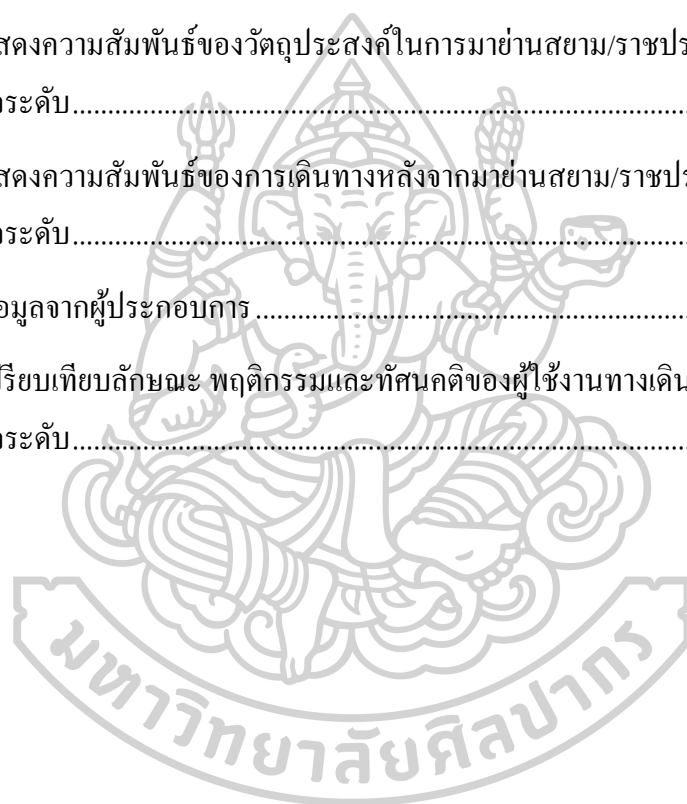 สดงความสัมพันธ์ของวัตถุประสงค์ในการมาย่านสยาม/ราชปร
ระดับ................................................................................
สดงความสัมพันธ์ของการเดินทางหลังจากมาย่านสยาม/ราชปร
ระดับ................................................................................
อมูลจากผู้ประกอบการ ......................................................
ปรียบเทียบลักษณะ พฤติกรรมและทัศนคติของผู้ใช้งานทางเดิน
ระดับ................................................................................
มหาวิทยาลัยศิลปากร